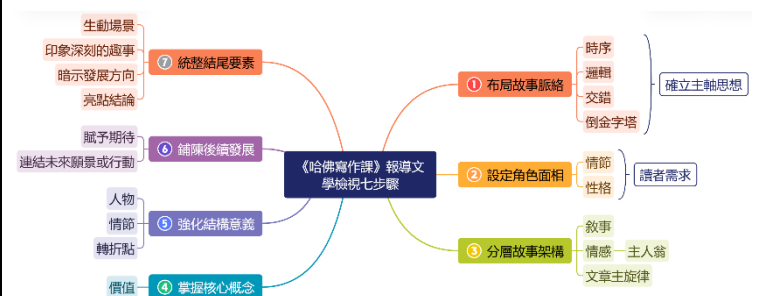 《哈佛寫作課》報導文
學檢視七步驟
① 布局故事脈絡
時序
邏輯
交錯
倒金字塔
確立主軸思想
② 設定角色面相
情節
性格
讀者需求
③ 分層故事架構
敘事
情感
主人翁
文章主旋律
④ 掌握核心概念
價值
⑤ 強化結構意義
人物
情節
轉折點
⑥ 鋪陳後續發展
賦予期待
連結未來願景或行動
⑦ 統整結尾要素
生動場景
印象深刻的趣事
暗示發展方向
亮點結論